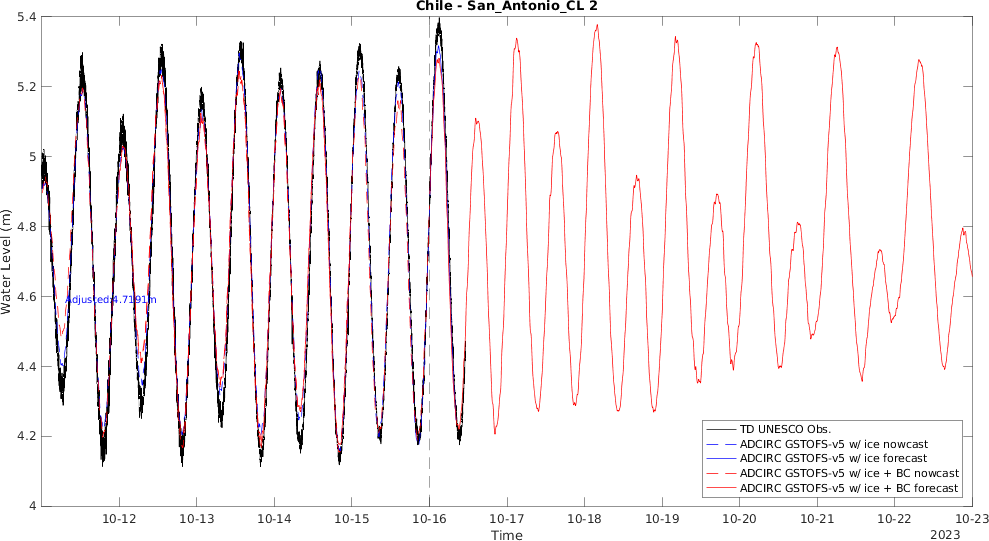 Chile - San_Antonio_CL 2
Water Level (m)
5.4
5.2
5
4.8
4.6
4.4
4.2
4
Adjusted:4.7191m
TD UNESCO Obs.
ADCIRC GSTOFS-v5 w/ ice nowcast
ADCIRC GSTOFS-v5 w/ ice forecast
ADCIRC GSTOFS-v5 w/ ice + BC nowcast
ADCIRC GSTOFS-v5 w/ ice + BC forecast
10-12 10-13 10-14 10-15 10-16 10-17 10-18 10-19 10-20 10-21 10-22 10-23
2023
Time